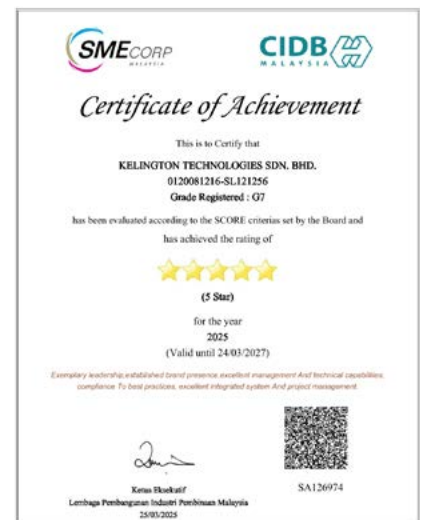 SMECORP
MALAYSIA
CIDB
MALAYSIA
Certificate of Achievement
This is to Certify that
KELINGTON TECHNOLOGIES SDN. BHD.
0120081216-SL121256
Grade Registered : G7
has been evaluated according to the SCORE criterias set by the Board and
has achieved the rating of
(5 Star)
for the year
2025
(Valid until 24/03/2027)
Exemplary leadership,established brand presence,excellent management And technical capabilities,
compliance To best practices, excellent integrated system And project management.
Ketua Eksekutif
Lembaga Pembangunan Industri Pembinaan Malaysia
25/03/2025
SA126974